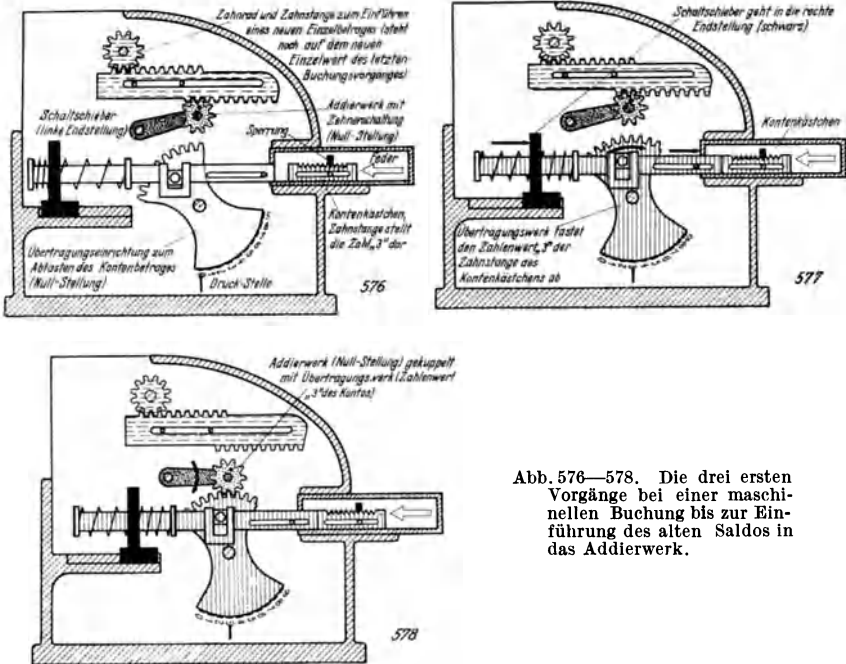 Zahnrad und Zahnstange zum Einführen
eines neuen Einzelbetrages (steht
noch auf dem neuen
Einzelwert des letzten
Buchungsvorganges)
Schaltschieber
(linke Endstellung)
Addierwerk mit
Zehnerschaltung
(Null-Stellung)
Sperrung
Feder
Kontenkästchen,
Zahnstange stellt
die Zahl „3" dar
Übertragungseinrichtung zum
Abtasten des Kontenbetrages
(Null-Stellung)
Druck-Stelle
576
Schaltschieber geht in die rechte
Endstellung (schwarz)
Kontenkästchen
Übertragungswerk tastet
den Zahlenwert „3" der
Zahnstange des
Kontenkästchens ab
577
Addierwerk (Null-Stellung) gekuppelt
mit Übertragungswerk (Zahlenwert
„3" des Kontos)
578
Abb. 576—578. Die drei ersten
Vorgänge bei einer maschi-
nellen Buchung bis zur Ein-
führung des alten Saldos in
das Addierwerk.